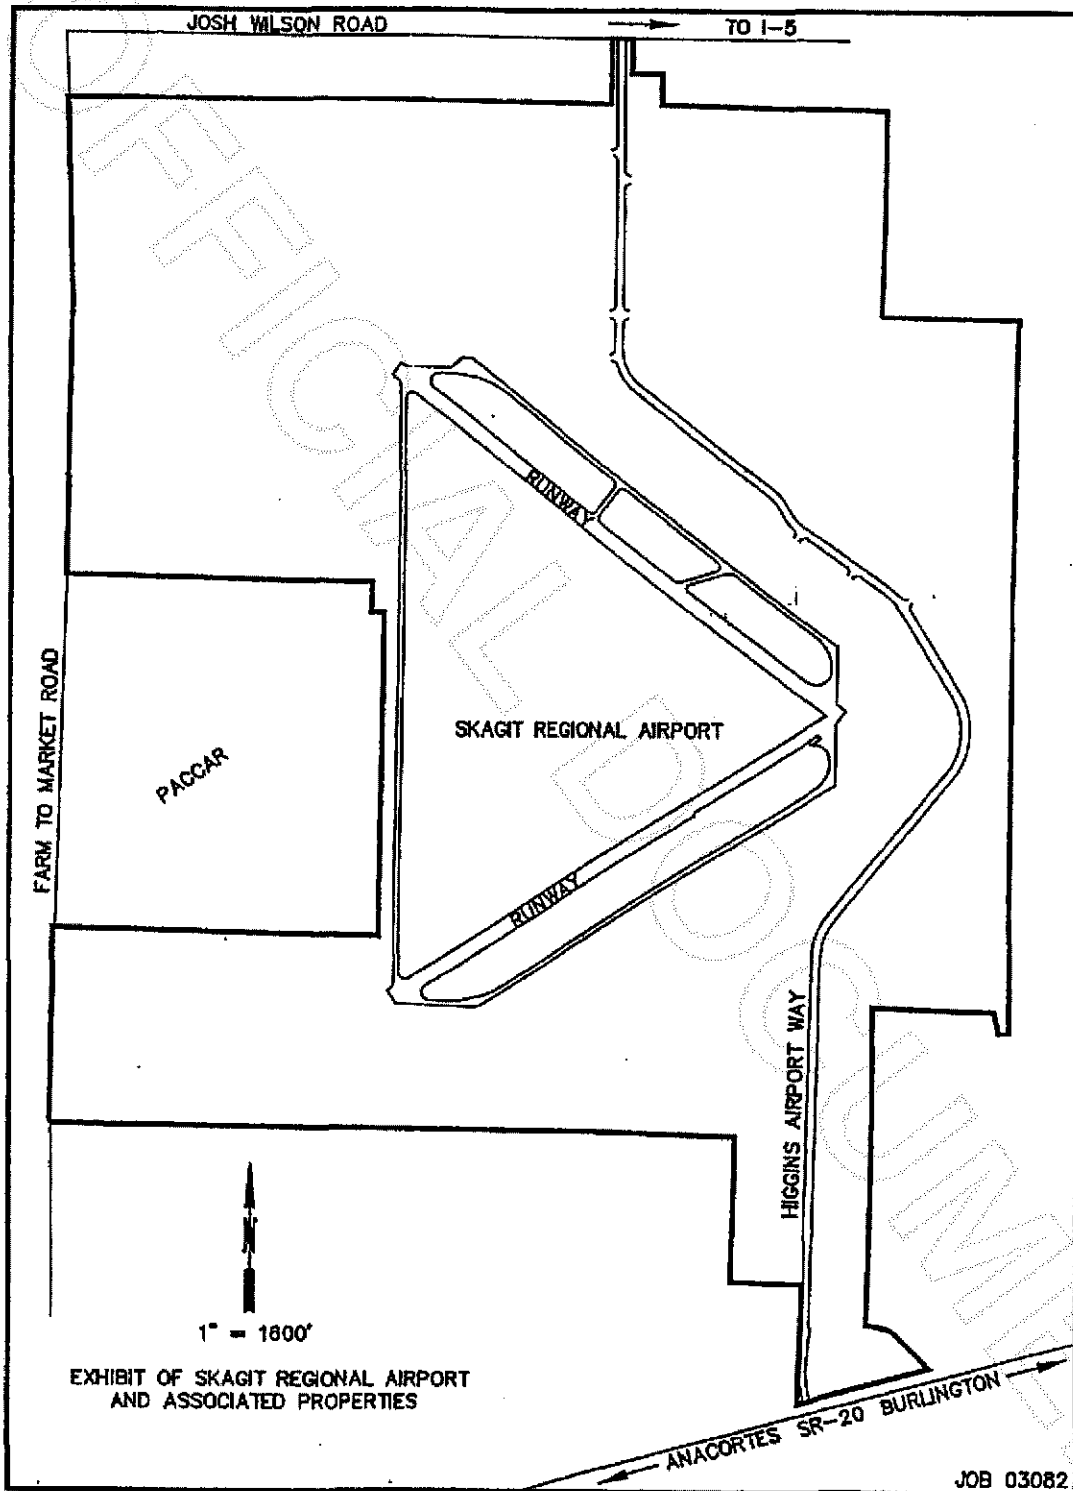 JOSH WILSON ROAD
TO I-5
RUNWAY
SKAGIT REGIONAL AIRPORT
FARM TO MARKET ROAD
PACCAR
RUNWAY
HIGGINS AIRPORT WAY
N
1" = 1600'
EXHIBIT OF SKAGIT REGIONAL AIRPORT
AND ASSOCIATED PROPERTIES
ANACORTES SR-20 BURLINGTON
JOB 03082
OFFICIAL DOCUME